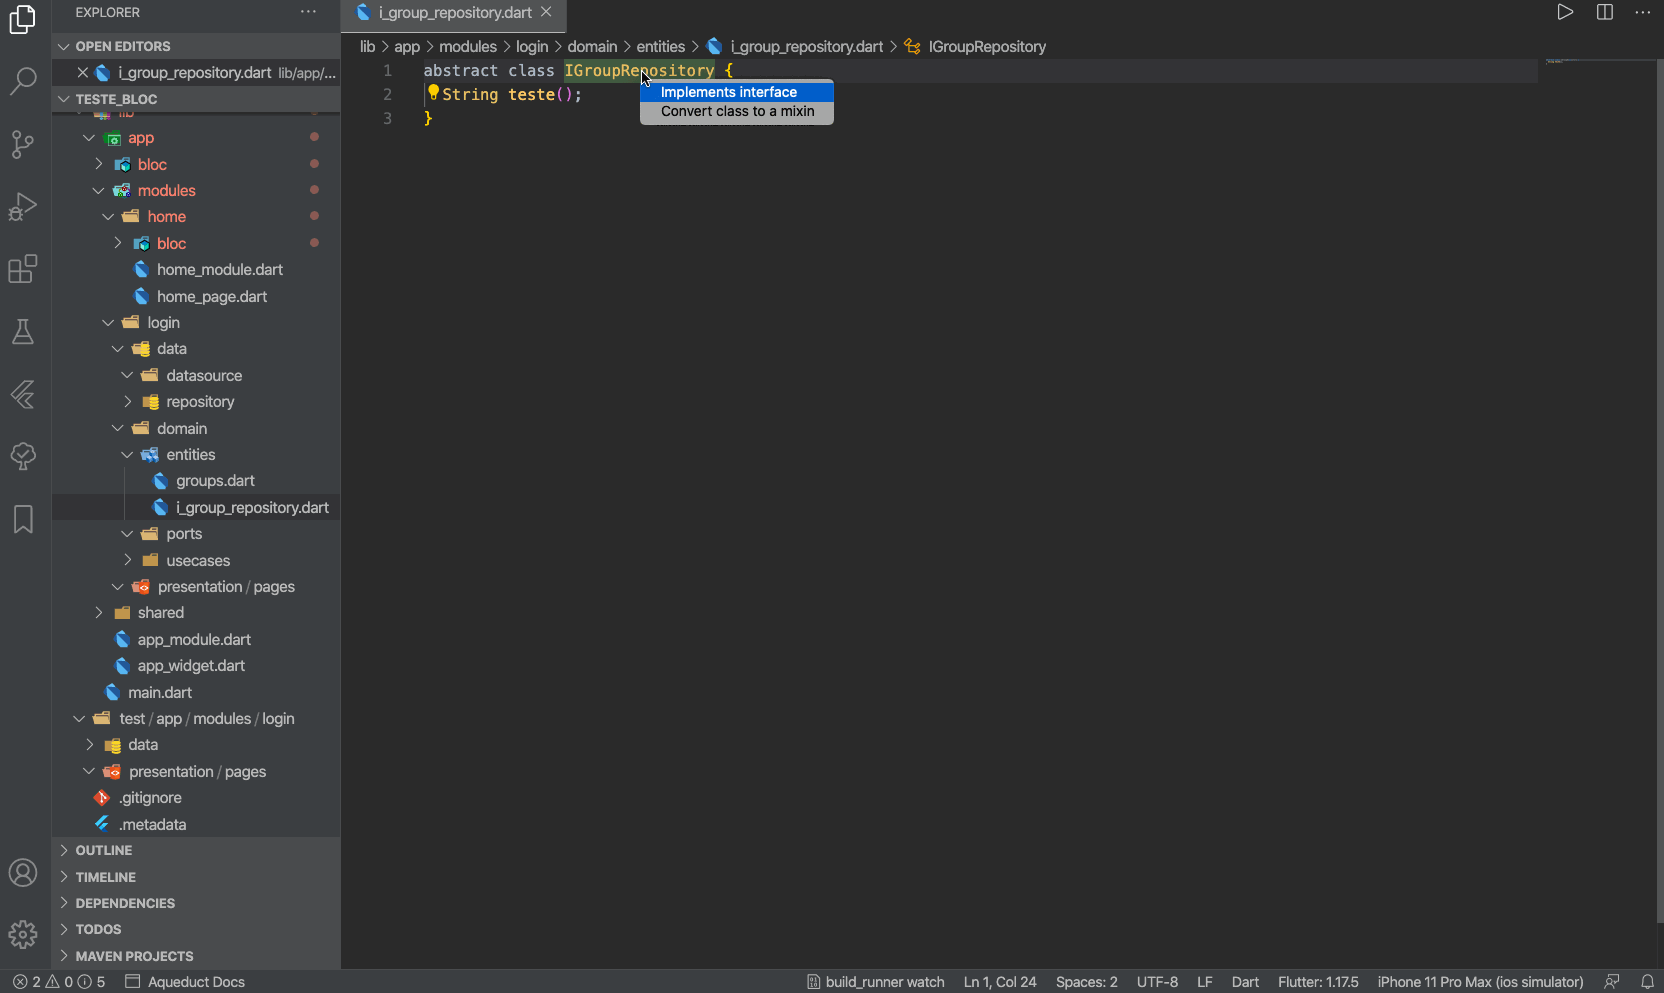 EXPLORER
OPEN EDITORS
i_group_repository.dart lib/app/...
TESTE_BLOC
lib
app
bloc
modules
home
bloc
home_module.dart
home_page.dart
login
data
datasource
repository
domain
entities
groups.dart
i_group_repository.dart
ports
usecases
presentation / pages
shared
app_module.dart
app_widget.dart
main.dart
test / app / modules / login
data
presentation / pages
.gitignore
.metadata
OUTLINE
TIMELINE
DEPENDENCIES
TODOS
MAVEN PROJECTS
i_group_repository.dart
lib > app > modules > login > domain > entities > i_group_repository.dart > IGroupRepository
1 abstract class IGroupRepository {
2 String teste();
3 }
Implements interface
Convert class to a mixin
2 0 5 Aqueduct Docs build_runner watch Ln 1, Col 24 Spaces: 2 UTF-8 LF Dart Flutter: 1.17.5 iPhone 11 Pro Max (ios simulator)